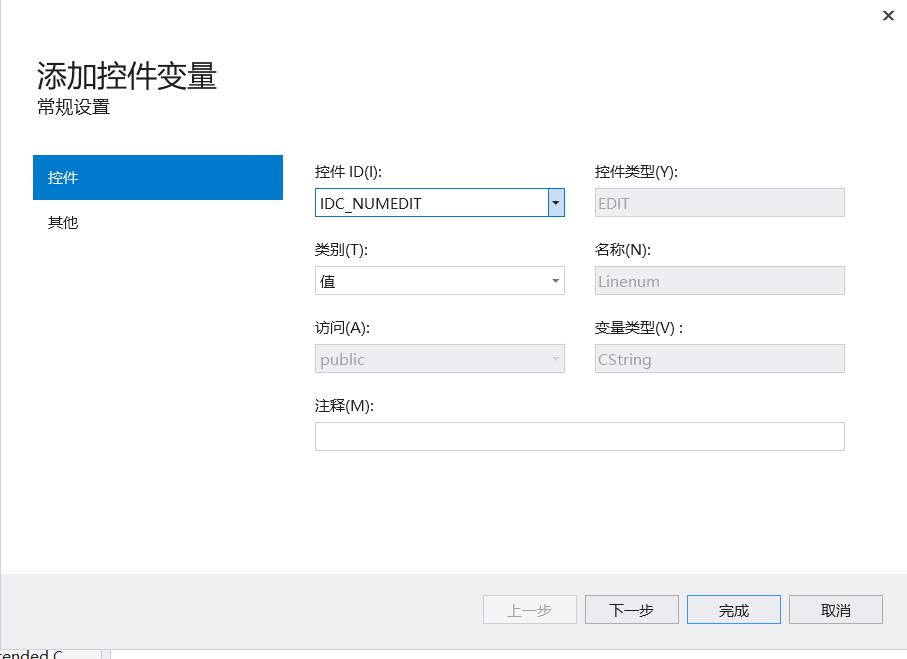 添加控件变量
常规设置
控件
其他
控件 ID(I):
控件类型(Y):
IDC_NUMEDIT
EDIT
类别(T):
名称(N):
值
Linenum
访问(A):
变量类型(V) :
public
CString
注释(M):
上一步
下一步
完成
取消